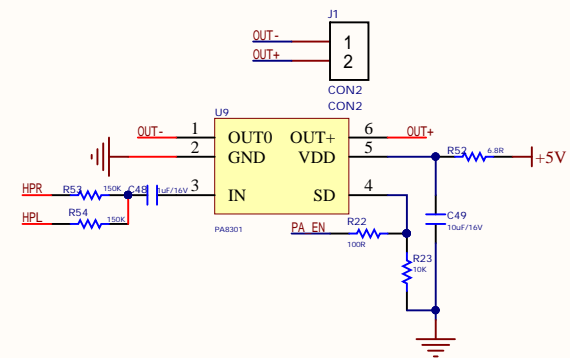 J1
OUT-
1
OUT+
2
CON2
CON2
U9
OUT-
1
OUT0
OUT+
6
OUT+
2
GND
VDD
5
R52
6.8R
+5V
HPR
R53
150K
C48
1uF/16V
3
IN
SD
4
HPL
R54
150K
PA8301
PA_EN
R22
100R
C49
10uF/16V
R23
10K